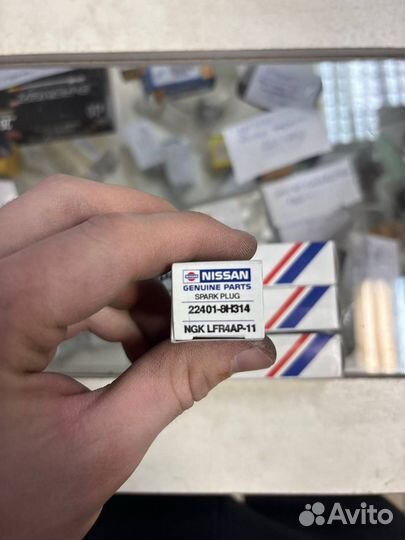 NISSAN
GENUINE PARTS
SPARK PLUG
22401-8H314
NGK LFR4AP-11
Avito